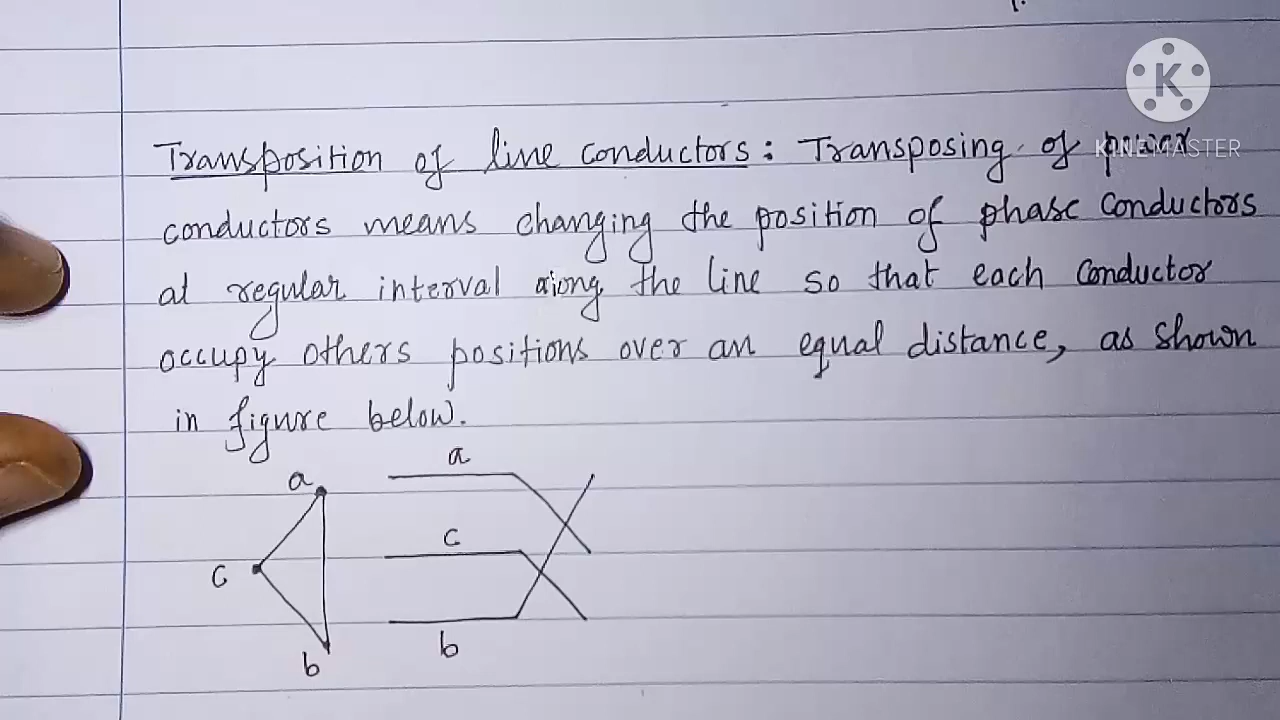 K
KINEMASTER
Transposition of line conductors: Transposing of power
conductors means changing the position of phase conductors
at regular interval along the line so that each conductor
occupy others positions over an equal distance, as shown
in figure below.
a
a
c
c
b
b